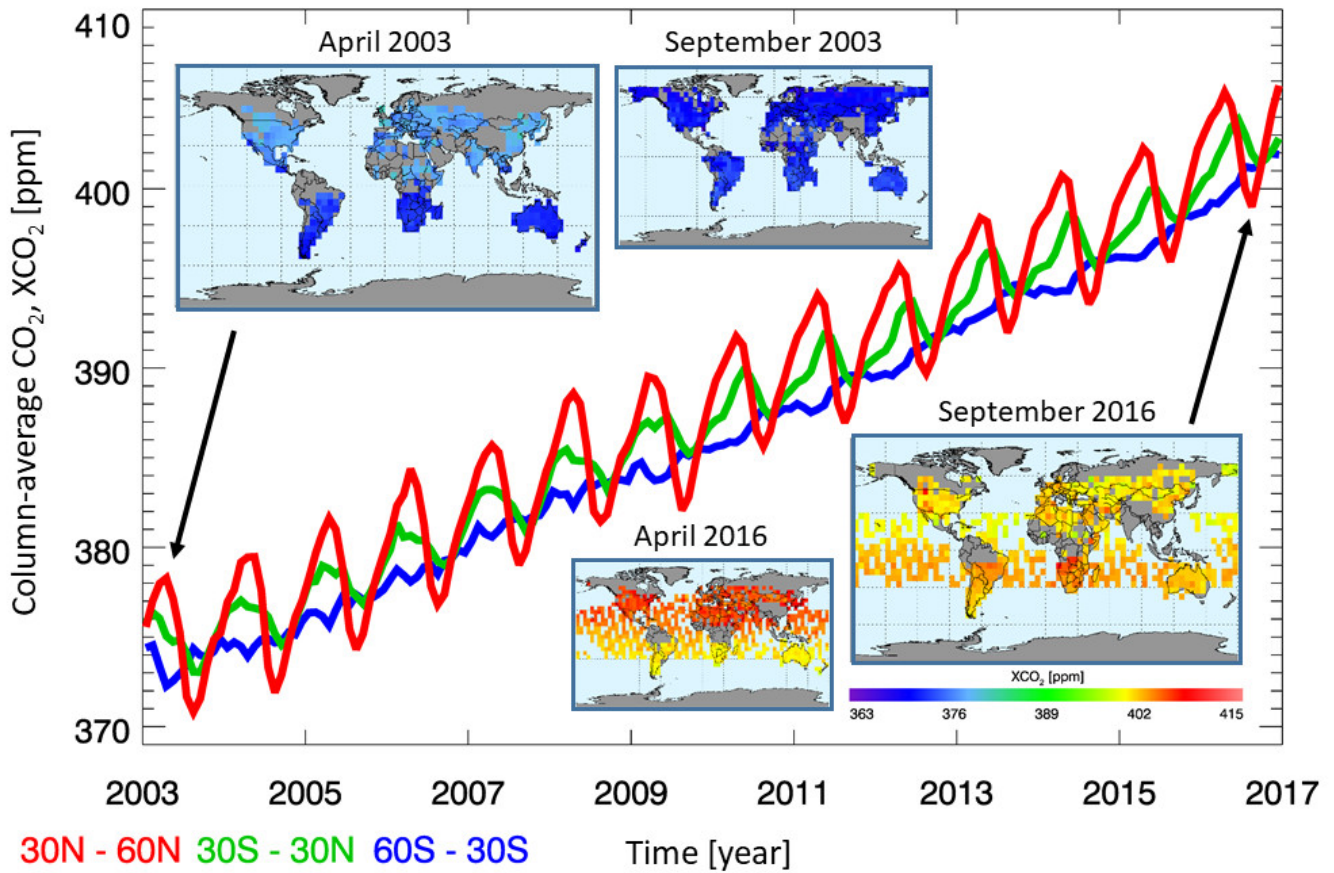 410
April 2003
September 2003
400
390
September 2016
380
April 2016
XCO₂ [ppm]
363 376 389 402 415
370
Column-average CO₂, XCO₂ [ppm]
2003 2005 2007 2009 2011 2013 2015 2017
30N - 60N 30S - 30N 60S - 30S Time [year]